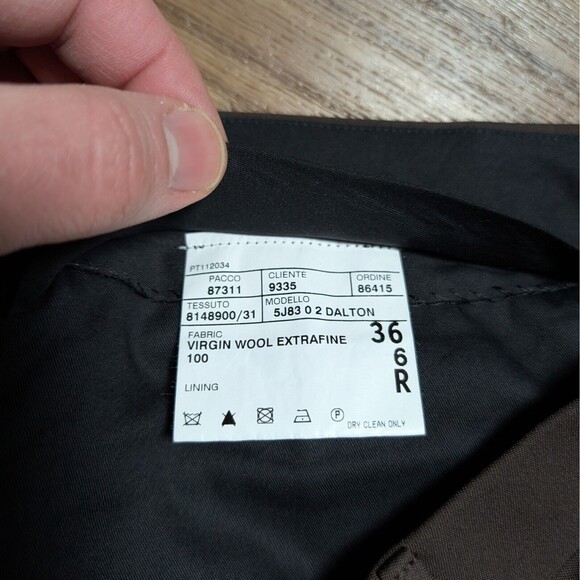 PT112034
PACCO CLIENTE ORDINE
87311 9335 86415
TESSUTO MODELLO
8148900/31 5J83 0 2 DALTON
FABRIC 36
VIRGIN WOOL EXTRAFINE 6
100 R
LINING
P
DRY CLEAN ONLY